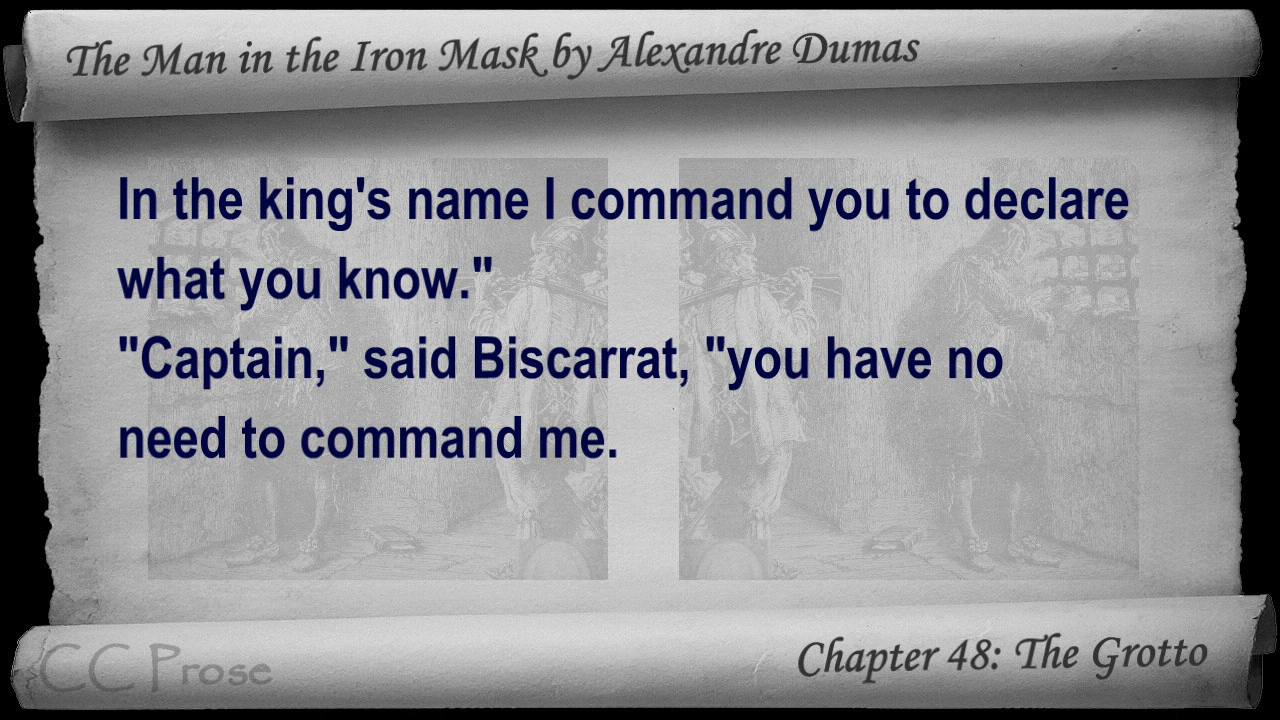 The Man in the Iron Mask by Alexandre Dumas
In the king's name I command you to declare
what you know."
"Captain," said Biscarrat, "you have no
need to command me.
CC Prose
Chapter 48: The Grotto